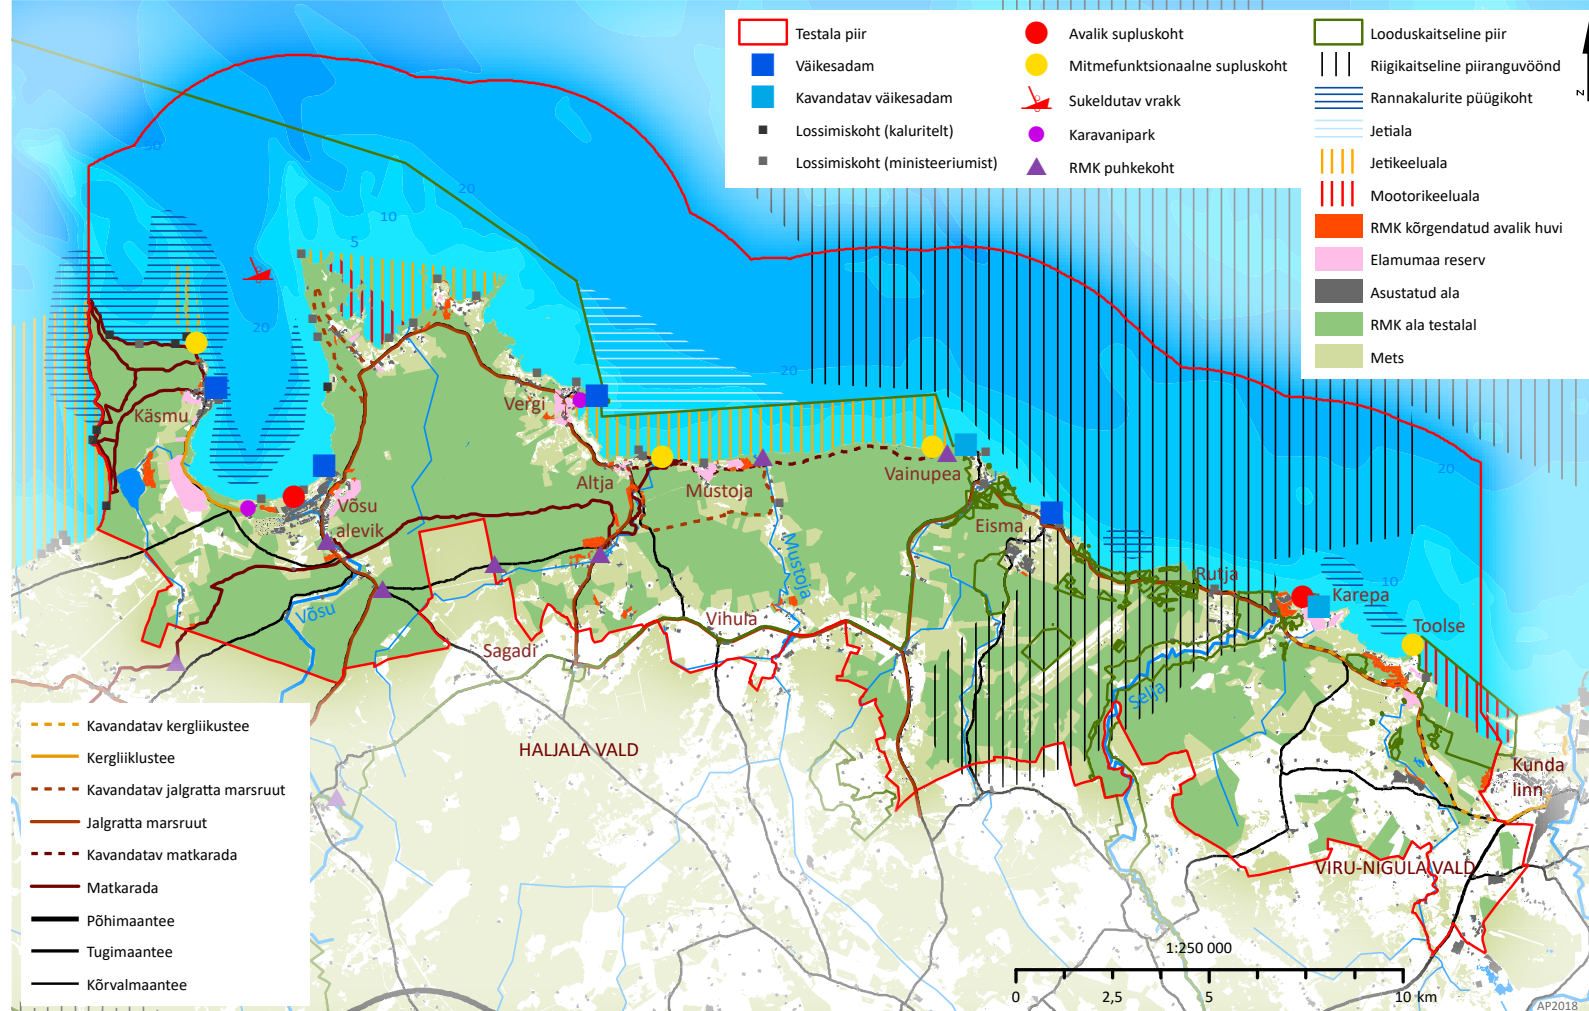 Testala piir
Väikesadam
Kavandatav väikesadam
Lossimiskoht (kaluritelt)
Lossimiskoht (ministeeriumist)
Avalik supluskoht
Mitmefunktsionaalne supluskoht
Sukeldutav vrakk
Karavanipark
RMK puhkekoht
Looduskaitseline piir
Riigikaitseline piiranguvöönd
Rannakalurite püügikoht
Jetiala
Jetikeeluala
Mootorikeeluala
RMK kõrgendatud avalik huvi
Elamumaa reserv
Asustatud ala
RMK ala testalal
Mets
z
50
20
10
5
20
20
20
10
Käsmu
Vergi
Võsu
alevik
Altja
Mustoja
Vainupea
Eisma
Mustoja
Rutja
Karepa
Toolse
Võsu
Sagadi
Vihula
Selja
HALJALA VALD
Kunda
linn
VIRU-NIGULA VALD
Kavandatav kergliikustee
Kergliiklustee
Kavandatav jalgratta marsruut
Jalgratta marsruut
Kavandatav matkarada
Matkarada
Põhimaantee
Tugimaantee
Kõrvalmaantee
1:250 000
0 2,5 5 10 km
AP2018